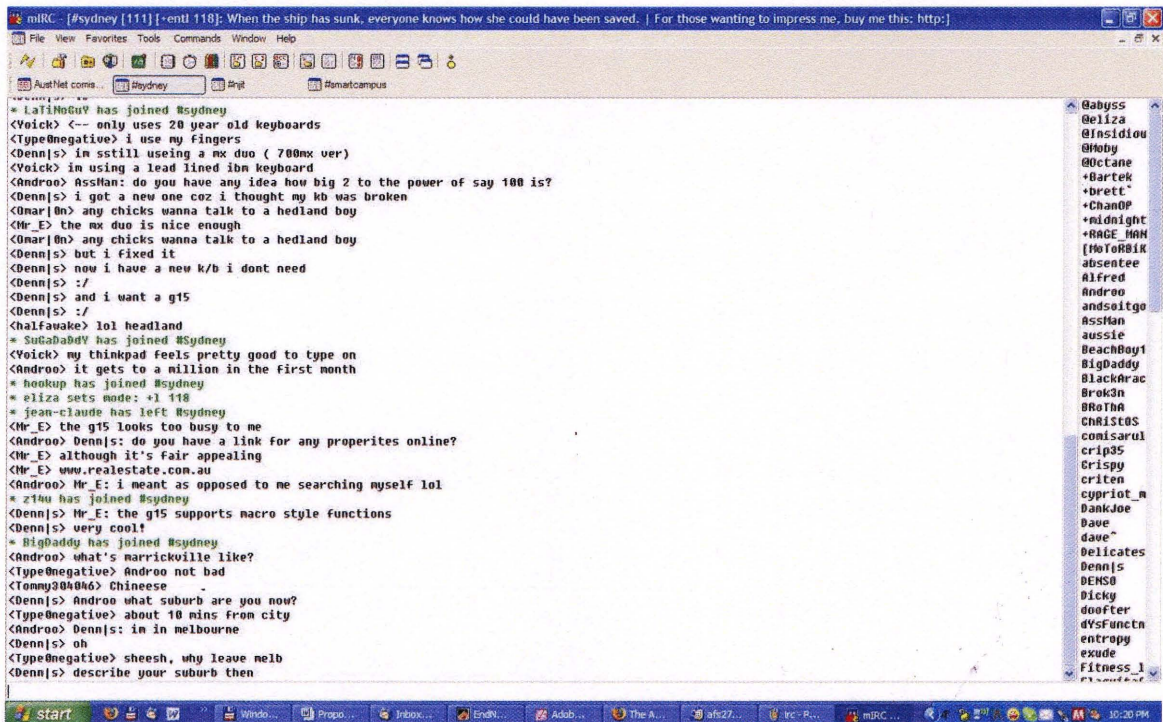 mIRC - [#sydney [111] [+entl 118]: When the ship has sunk, everyone knows how she could have been saved. | For those wanting to impress me, buy me this: http:]
File View Favorites Tools Commands Window Help
AustNet comis... #sydney #njit #smartcampus
* LaTiNoGuY has joined #sydney
<Yoick> <-- only uses 20 year old keyboards
<Type0negative> i use my fingers
<Denn|s> im sstill useing a mx duo ( 700mx ver)
<Yoick> im using a lead lined ibm keyboard
<Androo> AssMan: do you have any idea how big 2 to the power of say 100 is?
<Denn|s> i got a new one coz i thought my kb was broken
<Omar|0n> any chicks wanna talk to a hedland boy
<Mr_E> the mx duo is nice enough
<Omar|0n> any chicks wanna talk to a hedland boy
<Denn|s> but i fixed it
<Denn|s> now i have a new k/b i dont need
<Denn|s> :/
<Denn|s> and i want a g15
<Denn|s> :/
<halfawake> lol headland
* SuGaDaDdY has joined #Sydney
<Yoick> my thinkpad feels pretty good to type on
<Androo> it gets to a million in the first month
* hookup has joined #sydney
* eliza sets mode: +l 118
* jean-claude has left #sydney
<Mr_E> the g15 looks too busy to me
<Androo> Denn|s: do you have a link for any properites online?
<Mr_E> although it's fair appealing
<Mr_E> www.realestate.com.au
<Androo> Mr_E: i meant as opposed to me searching myself lol
* z14u has joined #sydney
<Denn|s> Mr_E: the g15 supports macro style functions
<Denn|s> very cool!
* BigDaddy has joined #sydney
<Androo> what's marrickville like?
<Type0negative> Androo not bad
<Tommy304046> Chineese
<Denn|s> Androo what suburb are you now?
<Type0negative> about 10 mins from city
<Androo> Denn|s: im in melbourne
<Denn|s> oh
<Type0negative> sheesh, why leave melb
<Denn|s> describe your suburb then
@abyss
@eliza
@Insidiou
@Moby
@Octane
+Bartek
+brett^
+ChanOP
+midnight
+RAGE_MAN
[MoToRBiK
absentee
Alfred
Androo
andsoitgo
AssMan
aussie
BeachBoy1
BigDaddy
BlackArac
Brok3n
BRoThA
ChRiStOS
comisarul
crip35
Crispy
criten
cypriot_m
DankJoe
Dave
dave^
Delicates
Denn|s
DENSO
Dicky
doofter
dYsFunctn
entropy
exude
Fitness_l
start Windo... Propo... Inbox... EndN... Adob... The A... afs27... irc - P... mIRC ... 10:20 PM